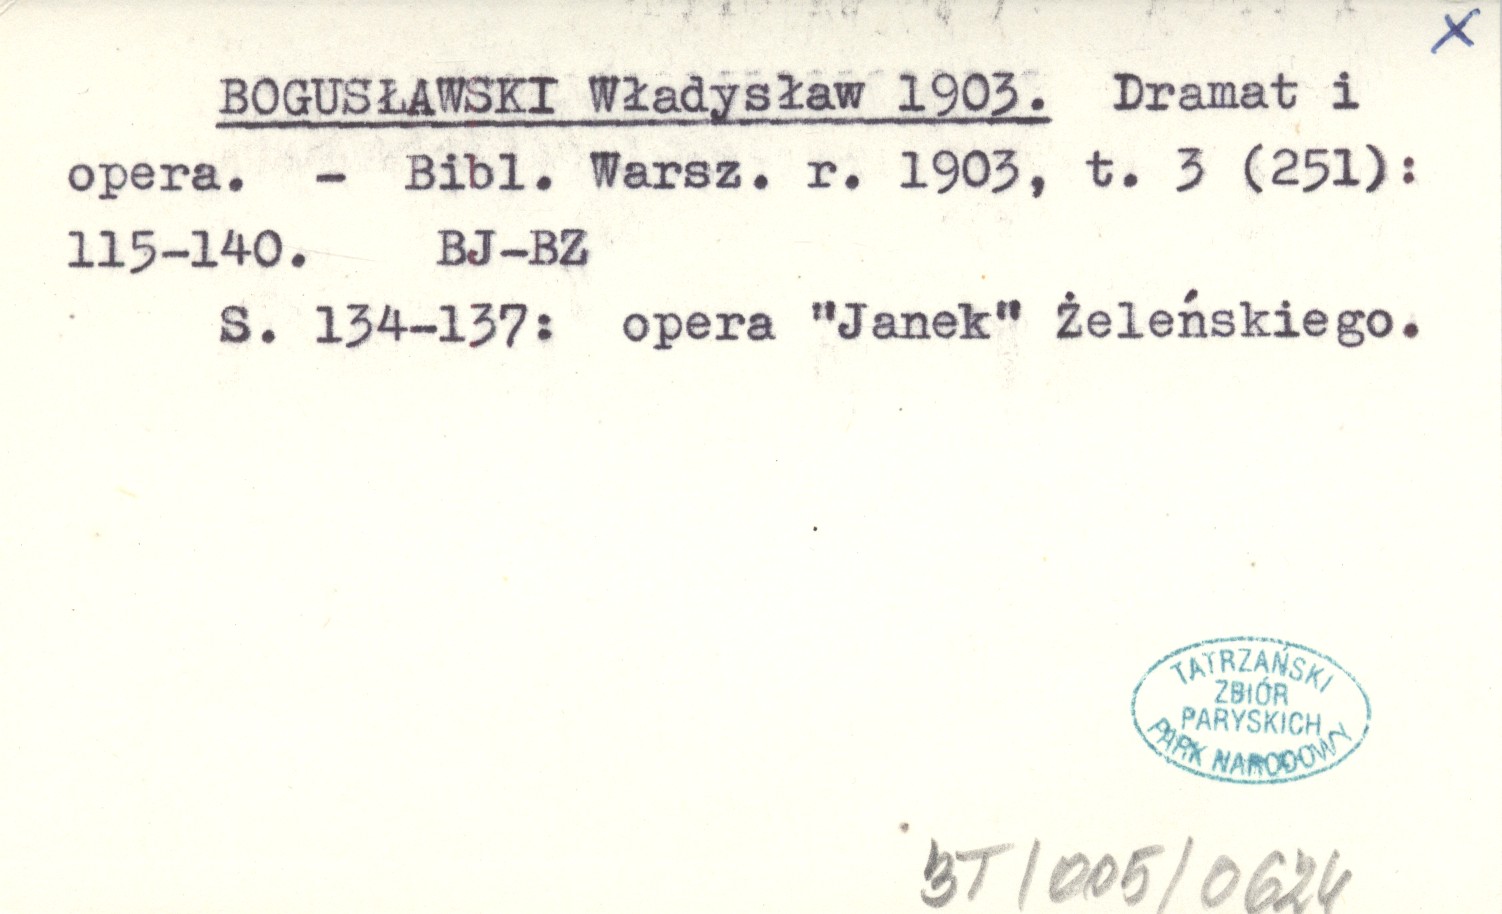 x
BOGUSŁAWSKI Władysław 1903. Dramat i
opera. - Bibl. Warsz. r. 1903, t. 3 (251):
115-140. BJ-BZ
S. 134-137: opera "Janek" Żeleńskiego.
TATRZAŃSKI
ZBIÓR
PARYSKICH
PARK NARODOWY
3T/005/0624